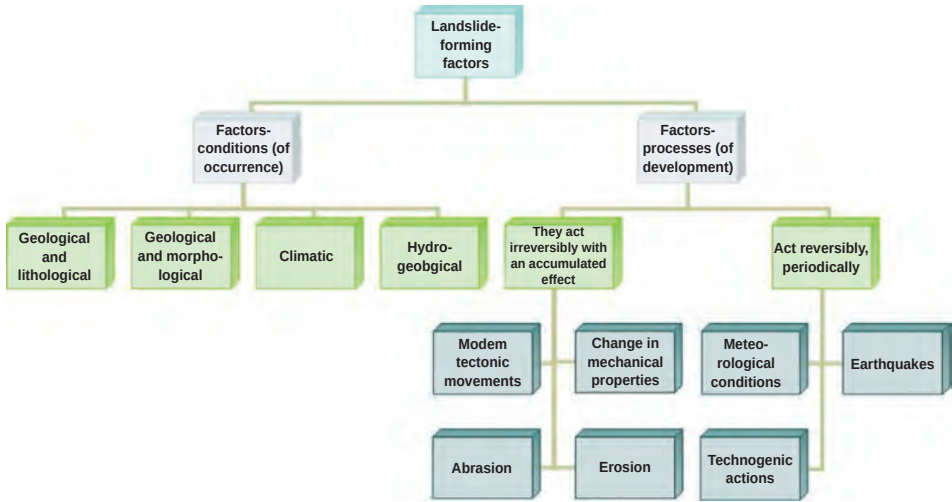 Landslide-
forming
factors
Factors-
conditions (of
occurrence)
Factors-
processes (of
development)
Geological
and
lithological
Geological
and morpho-
logical
Climatic
Hydro-
geobgical
They act
irreversibly with
an accumulated
effect
Act reversibly,
periodically
Modem
tectonic
movements
Change in
mechanical
properties
Meteo-
rological
conditions
Earthquakes
Abrasion
Erosion
Technogenic
actions